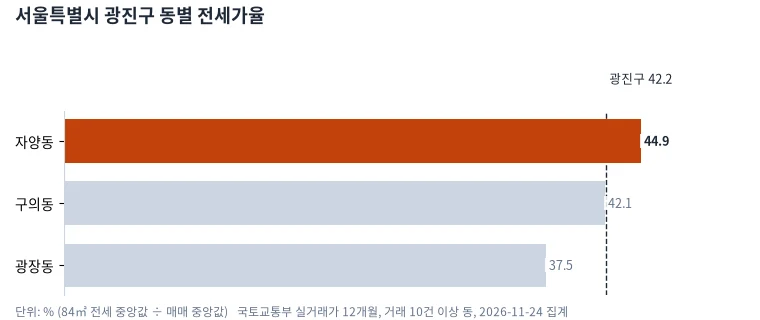 서울특별시 광진구 동별 전세가율
광진구 42.2
자양동 44.9
구의동 42.1
광장동 37.5
단위: % (84㎡ 전세 중앙값 ÷ 매매 중앙값) 국토교통부 실거래가 12개월, 거래 10건 이상 동, 2026-11-24 집계